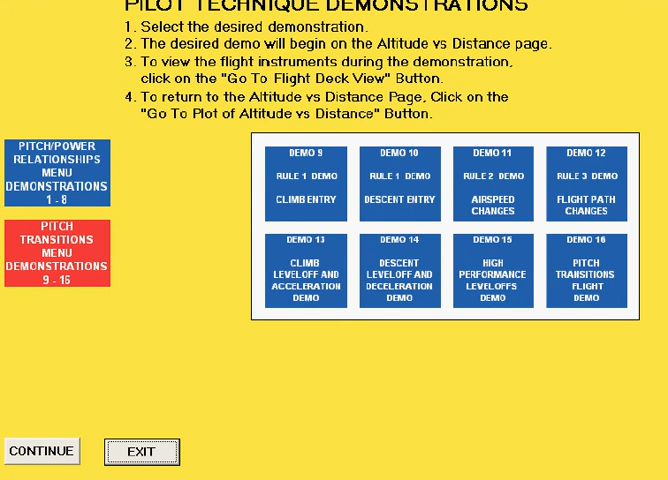 PILOT TECHNIQUE DEMONSTRATIONS
1. Select the desired demonstration.
2. The desired demo will begin on the Altitude vs Distance page.
3. To view the flight instruments during the demonstration,
click on the "Go To Flight Deck View" Button.
4. To return to the Altitude vs Distance Page, Click on the
"Go To Plot of Altitude vs Distance" Button.
PITCH/POWER
RELATIONSHIPS
MENU
DEMONSTRATIONS
1 - 8
PITCH
TRANSITIONS
MENU
DEMONSTRATIONS
9 - 16
DEMO 9
RULE 1 DEMO
CLIMB ENTRY
DEMO 10
RULE 1 DEMO
DESCENT ENTRY
DEMO 11
RULE 2 DEMO
AIRSPEED
CHANGES
DEMO 12
RULE 3 DEMO
FLIGHT PATH
CHANGES
DEMO 13
CLIMB
LEVELOFF AND
ACCELERATION
DEMO
DEMO 14
DESCENT
LEVELOFF AND
DECELERATION
DEMO
DEMO 15
HIGH
PERFORMANCE
LEVELOFFS
DEMO
DEMO 16
PITCH
TRANSITIONS
FLIGHT
DEMO
CONTINUE
EXIT